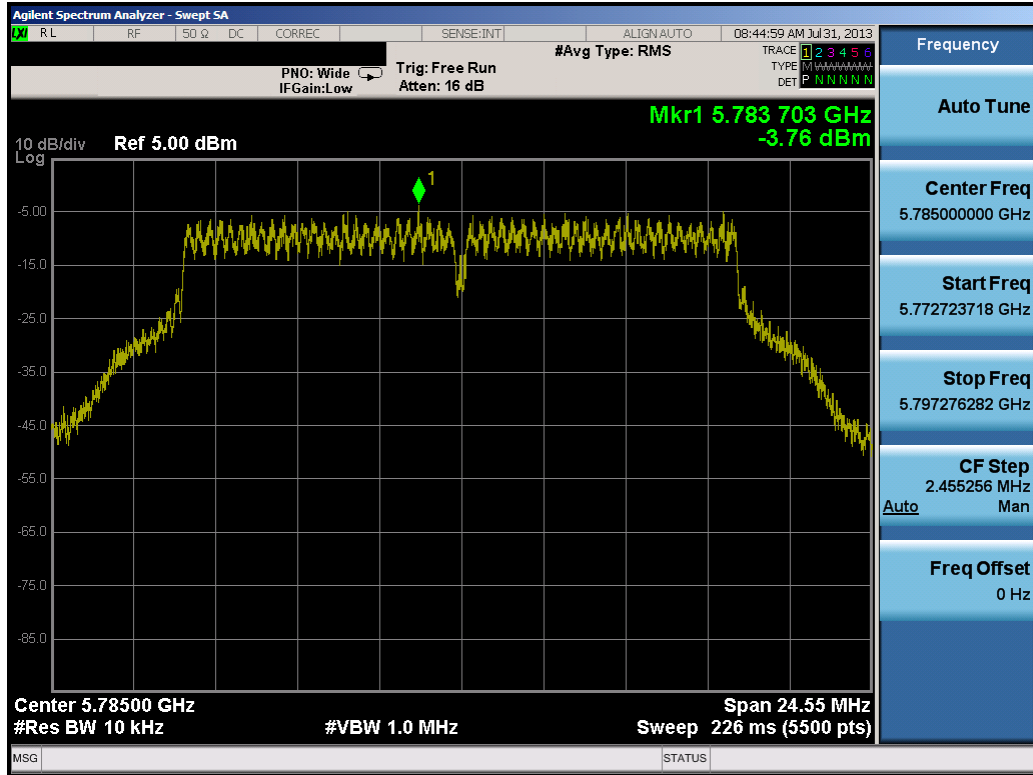 Agilent Spectrum Analyzer - Swept SA
LXI RL RF 50 Ω DC CORREC SENSE:INT ALIGN AUTO 08:44:59 AM Jul 31, 2013
#Avg Type: RMS
TRACE 1 2 3 4 5 6
PNO: Wide Trig: Free Run
TYPE M WWWWW
IFGain:Low Atten: 16 dB
DET P N N N N N
Mkr1 5.783 703 GHz
-3.76 dBm
10 dB/div Ref 5.00 dBm
Log
1
-5.00
-15.0
-25.0
-35.0
-45.0
-55.0
-65.0
-75.0
-85.0
Center 5.78500 GHz Span 24.55 MHz
#Res BW 10 kHz #VBW 1.0 MHz Sweep 226 ms (5500 pts)
MSG STATUS
Frequency
Auto Tune
Center Freq
5.785000000 GHz
Start Freq
5.772723718 GHz
Stop Freq
5.797276282 GHz
CF Step
2.455256 MHz
Auto Man
Freq Offset
0 Hz